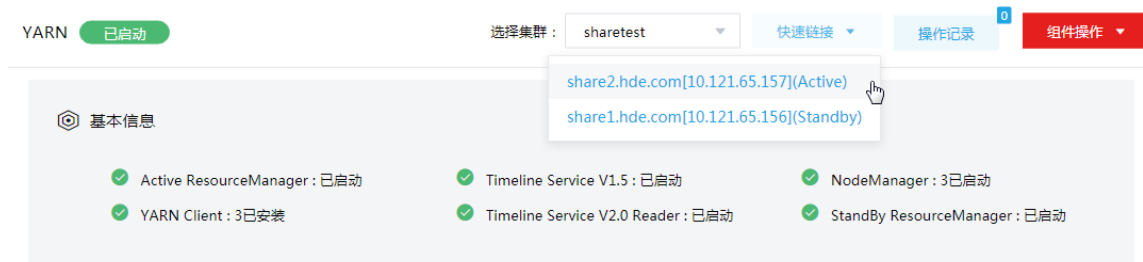 YARN 已启动 选择集群： sharetest 快速链接 操作记录 0 组件操作
share2.hde.com[10.121.65.157](Active)
share1.hde.com[10.121.65.156](Standby)
基本信息
Active ResourceManager : 已启动 Timeline Service V1.5 : 已启动 NodeManager : 3已启动
YARN Client : 3已安装 Timeline Service V2.0 Reader : 已启动 StandBy ResourceManager : 已启动